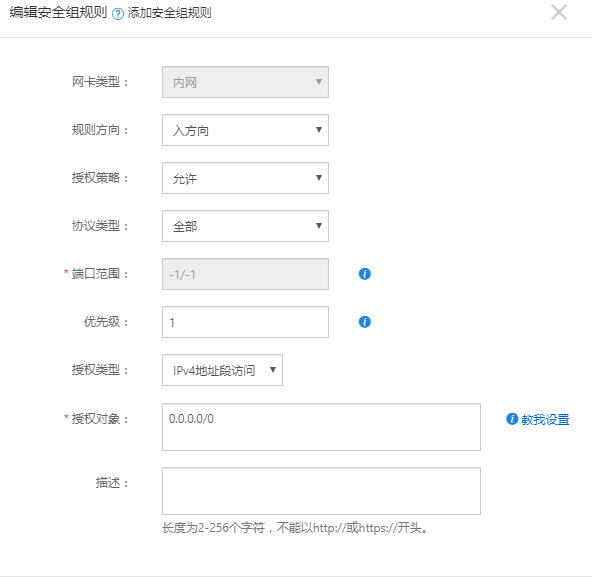 编辑安全组规则 添加安全组规则
网卡类型： 内网
规则方向： 入方向
授权策略： 允许
协议类型： 全部
* 端口范围： -1/-1
优先级： 1
授权类型： IPv4地址段访问
* 授权对象： 0.0.0.0/0 教我设置
描述：
长度为2-256个字符，不能以http://或https://开头。